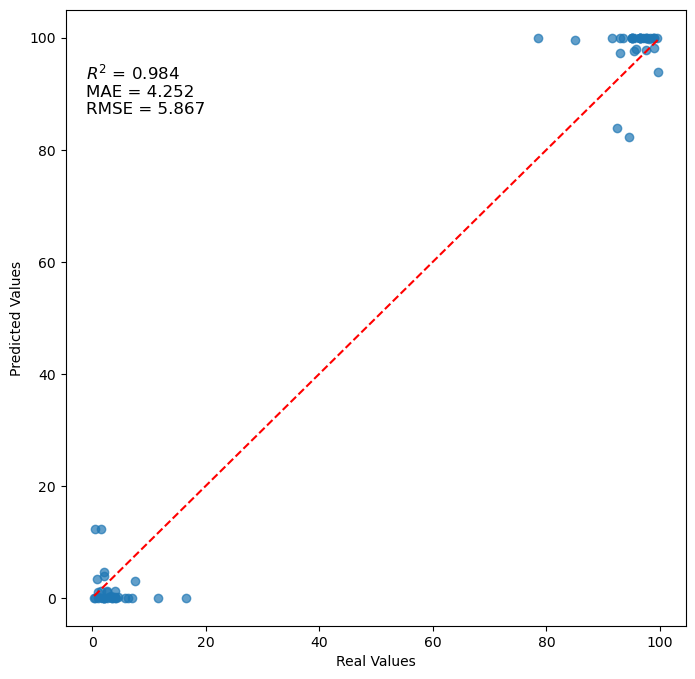 100
80
60
40
20
0
Predicted Values
R² = 0.984
MAE = 4.252
RMSE = 5.867
0 20 40 60 80 100
Real Values